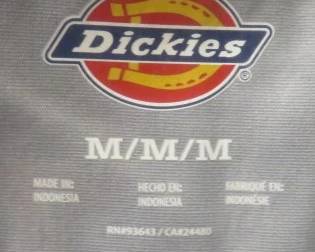 Dickies
®
M/M/M
MADE IN: HECHO EN: FABRIQUÉ EN:
INDONESIA INDONESIA INDONÉSIE
RN#93643 / CA#24480